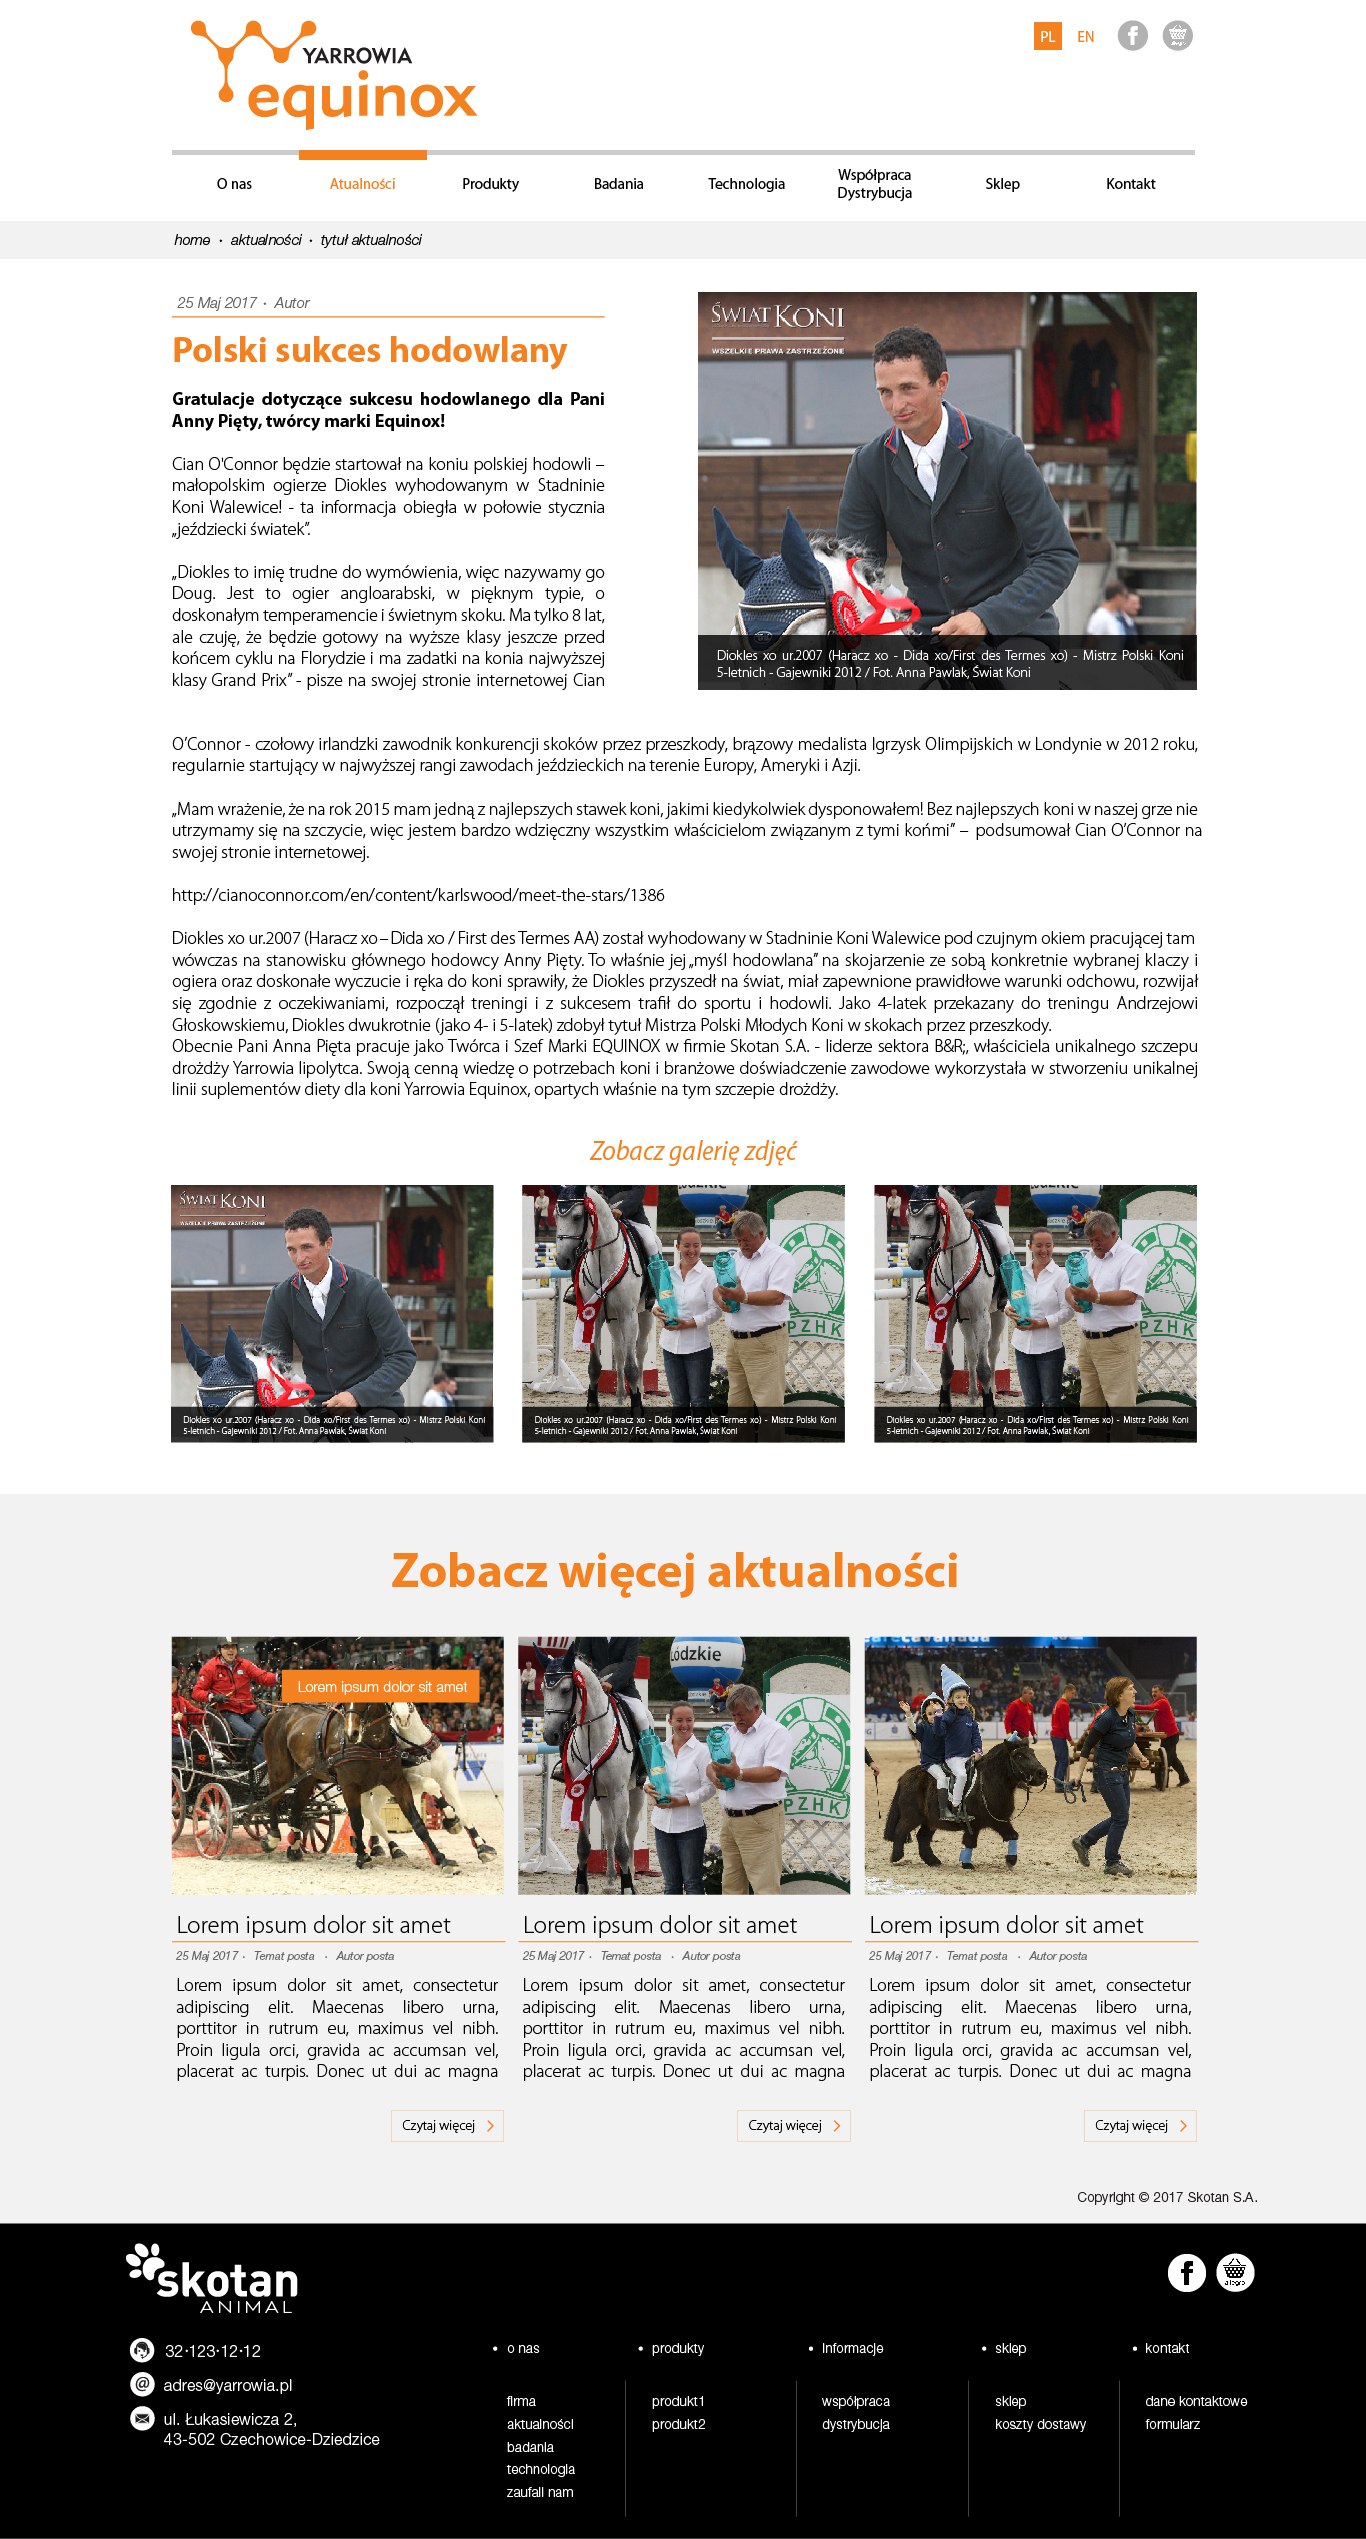 YARROWIA
equinox
PL EN
O nas Atualności Produkty Badania Technologia Współpraca Dystrybucja Sklep Kontakt
home · aktualności · tytuł aktualności
25 Maj 2017 · Autor
Polski sukces hodowlany
Gratulacje dotyczące sukcesu hodowlanego dla Pani
Anny Pięty, twórcy marki Equinox!
Cian O'Connor będzie startował na koniu polskiej hodowli –
małopolskim ogierze Diokles wyhodowanym w Stadninie
Koni Walewice! - ta informacja obiegła w połowie stycznia
„jeździecki światek”.
„Diokles to imię trudne do wymówienia, więc nazywamy go
Doug. Jest to ogier angloarabski, w pięknym typie, o
doskonałym temperamencie i świetnym skoku. Ma tylko 8 lat,
ale czuję, że będzie gotowy na wyższe klasy jeszcze przed
końcem cyklu na Florydzie i ma zadatki na konia najwyższej
klasy Grand Prix” - pisze na swojej stronie internetowej Cian
ŚWIAT KONI
WSZELKIE PRAWA ZASTRZEŻONE
Diokles xo ur.2007 (Haracz xo - Dida xo/First des Termes xo) - Mistrz Polski Koni
5-letnich - Gajewniki 2012 / Fot. Anna Pawlak, Świat Koni
O’Connor - czołowy irlandzki zawodnik konkurencji skoków przez przeszkody, brązowy medalista Igrzysk Olimpijskich w Londynie w 2012 roku,
regularnie startujący w najwyższej rangi zawodach jeździeckich na terenie Europy, Ameryki i Azji.
„Mam wrażenie, że na rok 2015 mam jedną z najlepszych stawek koni, jakimi kiedykolwiek dysponowałem! Bez najlepszych koni w naszej grze nie
utrzymamy się na szczycie, więc jestem bardzo wdzięczny wszystkim właścicielom związanym z tymi końmi” – podsumował Cian O’Connor na
swojej stronie internetowej.
http://cianoconnor.com/en/content/karlswood/meet-the-stars/1386
Diokles xo ur.2007 (Haracz xo – Dida xo / First des Termes AA) został wyhodowany w Stadninie Koni Walewice pod czujnym okiem pracującej tam
wówczas na stanowisku głównego hodowcy Anny Pięty. To właśnie jej „myśl hodowlana” na skojarzenie ze sobą konkretnie wybranej klaczy i
ogiera oraz doskonałe wyczucie i ręka do koni sprawiły, że Diokles przyszedł na świat, miał zapewnione prawidłowe warunki odchowu, rozwijał
się zgodnie z oczekiwaniami, rozpoczął treningi i z sukcesem trafił do sportu i hodowli. Jako 4-latek przekazany do treningu Andrzejowi
Głoskowskiemu, Diokles dwukrotnie (jako 4- i 5-latek) zdobył tytuł Mistrza Polski Młodych Koni w skokach przez przeszkody.
Obecnie Pani Anna Pięta pracuje jako Twórca i Szef Marki EQUINOX w firmie Skotan S.A. - liderze sektora B&R;, właściciela unikalnego szczepu
drożdży Yarrowia lipolytca. Swoją cenną wiedzę o potrzebach koni i branżowe doświadczenie zawodowe wykorzystała w stworzeniu unikalnej
linii suplementów diety dla koni Yarrowia Equinox, opartych właśnie na tym szczepie drożdży.
Zobacz galerię zdjęć
ŚWIAT KONI
WSZELKIE PRAWA ZASTRZEŻONE
Diokles xo ur.2007 (Haracz xo - Dida xo/First des Termes xo) - Mistrz Polski Koni
5-letnich - Gajewniki 2012 / Fot. Anna Pawlak, Świat Koni
PZHK
Diokles xo ur.2007 (Haracz xo - Dida xo/First des Termes xo) - Mistrz Polski Koni
5-letnich - Gajewniki 2012 / Fot. Anna Pawlak, Świat Koni
PZHK
Diokles xo ur.2007 (Haracz xo - Dida xo/First des Termes xo) - Mistrz Polski Koni
5-letnich - Gajewniki 2012 / Fot. Anna Pawlak, Świat Koni
Zobacz więcej aktualności
Lorem ipsum dolor sit amet
Łódzkie
PZHK
Lorem ipsum dolor sit amet
25 Maj 2017 · Temat posta · Autor posta
Lorem ipsum dolor sit amet, consectetur
adipiscing elit. Maecenas libero urna,
porttitor in rutrum eu, maximus vel nibh.
Proin ligula orci, gravida ac accumsan vel,
placerat ac turpis. Donec ut dui ac magna
Czytaj więcej
Lorem ipsum dolor sit amet
25 Maj 2017 · Temat posta · Autor posta
Lorem ipsum dolor sit amet, consectetur
adipiscing elit. Maecenas libero urna,
porttitor in rutrum eu, maximus vel nibh.
Proin ligula orci, gravida ac accumsan vel,
placerat ac turpis. Donec ut dui ac magna
Czytaj więcej
Lorem ipsum dolor sit amet
25 Maj 2017 · Temat posta · Autor posta
Lorem ipsum dolor sit amet, consectetur
adipiscing elit. Maecenas libero urna,
porttitor in rutrum eu, maximus vel nibh.
Proin ligula orci, gravida ac accumsan vel,
placerat ac turpis. Donec ut dui ac magna
Czytaj więcej
Copyright © 2017 Skotan S.A.
skotan
ANIMAL
allegro
32·123·12·12
adres@yarrowia.pl
ul. Łukasiewicza 2,
43-502 Czechowice-Dziedzice
• o nas
firma
aktualności
badania
technologia
zaufali nam
• produkty
produkt1
produkt2
• Informacje
współpraca
dystrybucja
• sklep
sklep
koszty dostawy
• kontakt
dane kontaktowe
formularz